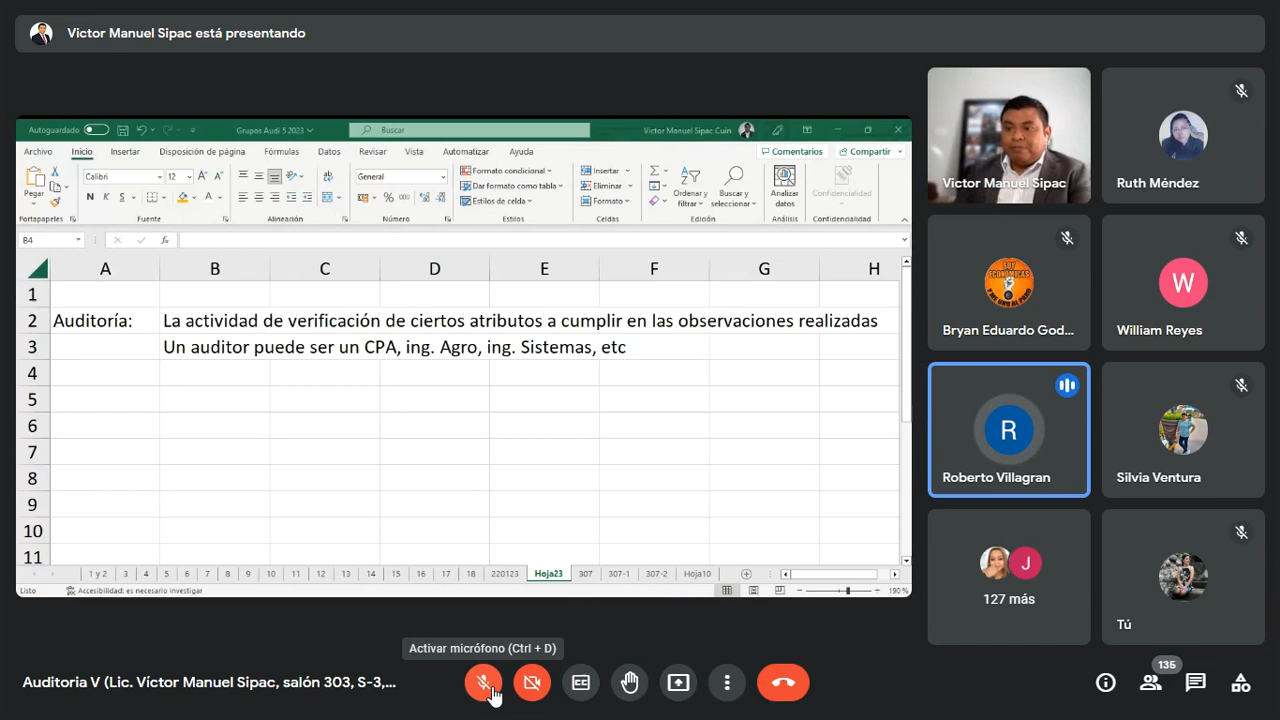 Victor Manuel Sipac está presentando
Autoguardado
Grupos Audi 5 2023
Buscar
Victor Manuel Sipac Cuin
Archivo Inicio Insertar Disposición de página Fórmulas Datos Revisar Vista Automatizar Ayuda Comentarios Compartir
Pegar
Calibri 12
N K S
General
Formato condicional
Dar formato como tabla
Estilos de celda
Insertar
Eliminar
Formato
Ordenar y filtrar
Buscar y seleccionar
Analizar datos
Confidencialidad
Portapapeles Fuente Alineación Número Estilos Celdas Edición Análisis Confidencialidad
B4 fx
A B C D E F G H
1
2 Auditoría: La actividad de verificación de ciertos atributos a cumplir en las observaciones realizadas
3 Un auditor puede ser un CPA, ing. Agro, ing. Sistemas, etc
4
5
6
7
8
9
10
11
1 y 2 3 4 5 6 7 8 9 10 11 12 13 14 15 16 17 18 220123 Hoja23 307 307-1 307-2 Hoja10
Listo Accesibilidad: es necesario investigar 190 %
Victor Manuel Sipac
Ruth Méndez
SOY ECONÓMICAS Y ME UNO AL PARO
Bryan Eduardo God...
W
William Reyes
R
Roberto Villagran
Silvia Ventura
J
127 más
Tú
Activar micrófono (Ctrl + D)
Auditoria V (Lic. Víctor Manuel Sipac, salón 303, S-3,...
135